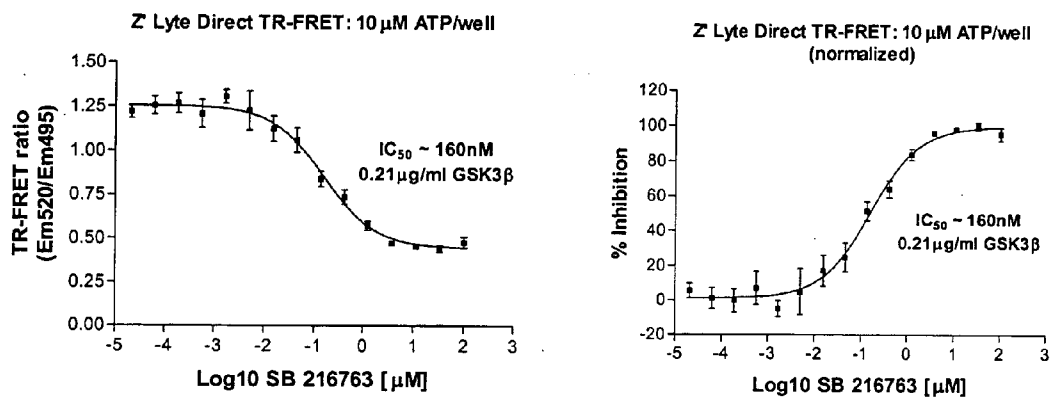 Z' Lyte Direct TR-FRET: 10 µM ATP/well
TR-FRET ratio
(Em520/Em495)
1.50
1.25
1.00
0.75
0.50
0.25
0.00
IC50 ~ 160nM
0.21µg/ml GSK3β
-5 -4 -3 -2 -1 0 1 2 3
Log10 SB 216763 [µM]
Z' Lyte Direct TR-FRET: 10 µM ATP/well
(normalized)
% Inhibition
120
100
80
60
40
20
0
-20
IC50 ~ 160nM
0.21µg/ml GSK3β
-5 -4 -3 -2 -1 0 1 2 3
Log10 SB 216763 [µM]